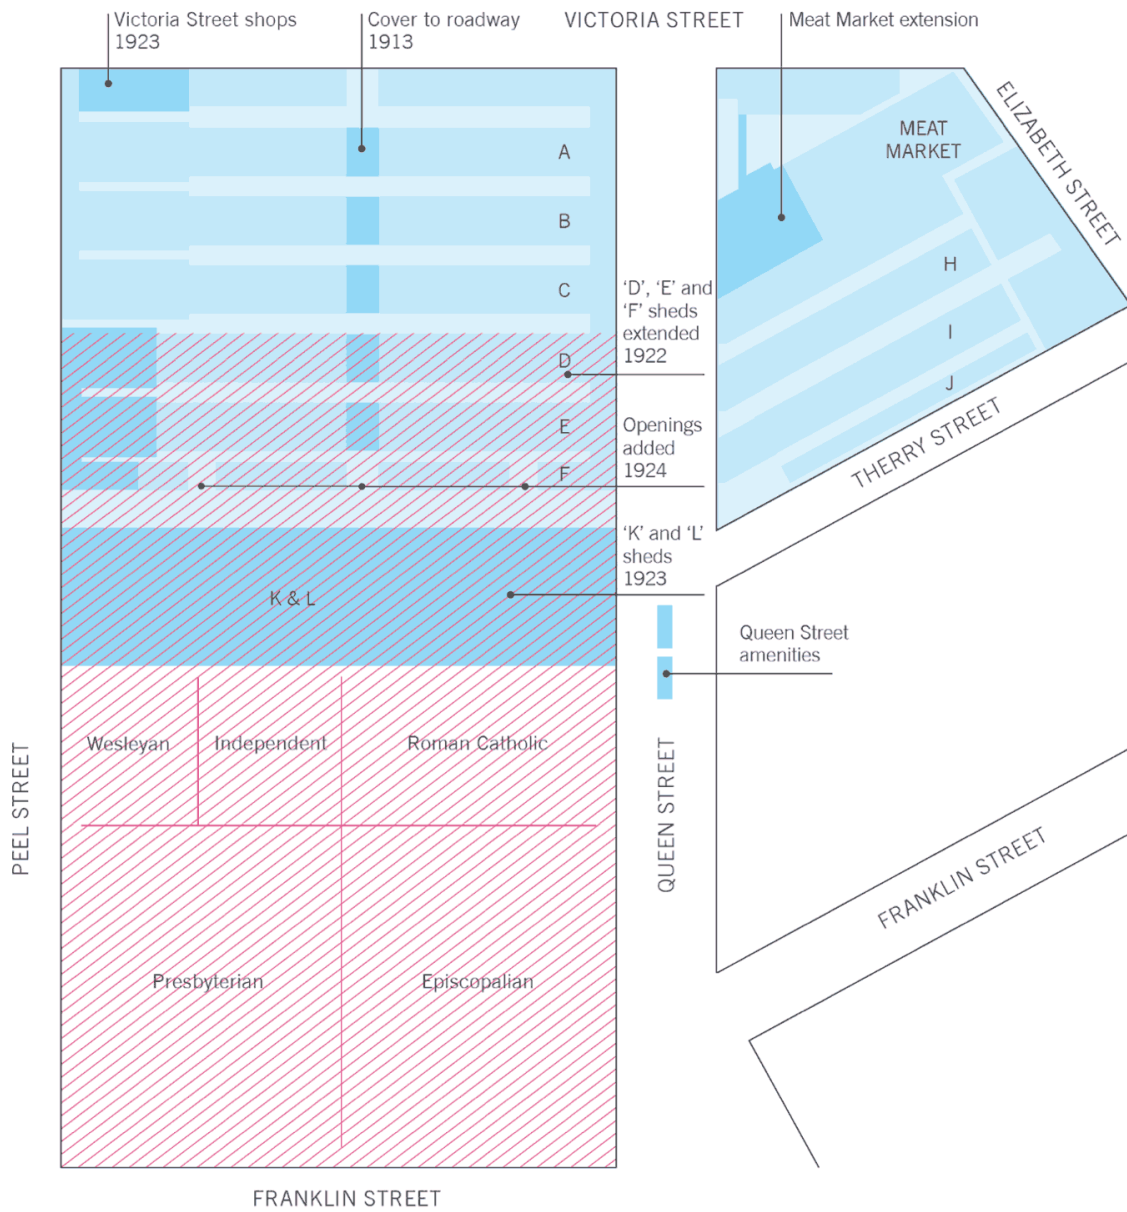 Victoria Street shops
1923
Cover to roadway
1913
VICTORIA STREET
Meat Market extension
ELIZABETH STREET
MEAT
MARKET
A
B
C
H
I
J
‘D’, ‘E’ and
‘F’ sheds
extended
1922
D
E
F
THERRY STREET
Openings
added
1924
‘K’ and ‘L’
sheds
1923
K & L
Queen Street
amenities
Wesleyan
Independent
Roman Catholic
PEEL STREET
QUEEN STREET
FRANKLIN STREET
Presbyterian
Episcopalian
FRANKLIN STREET